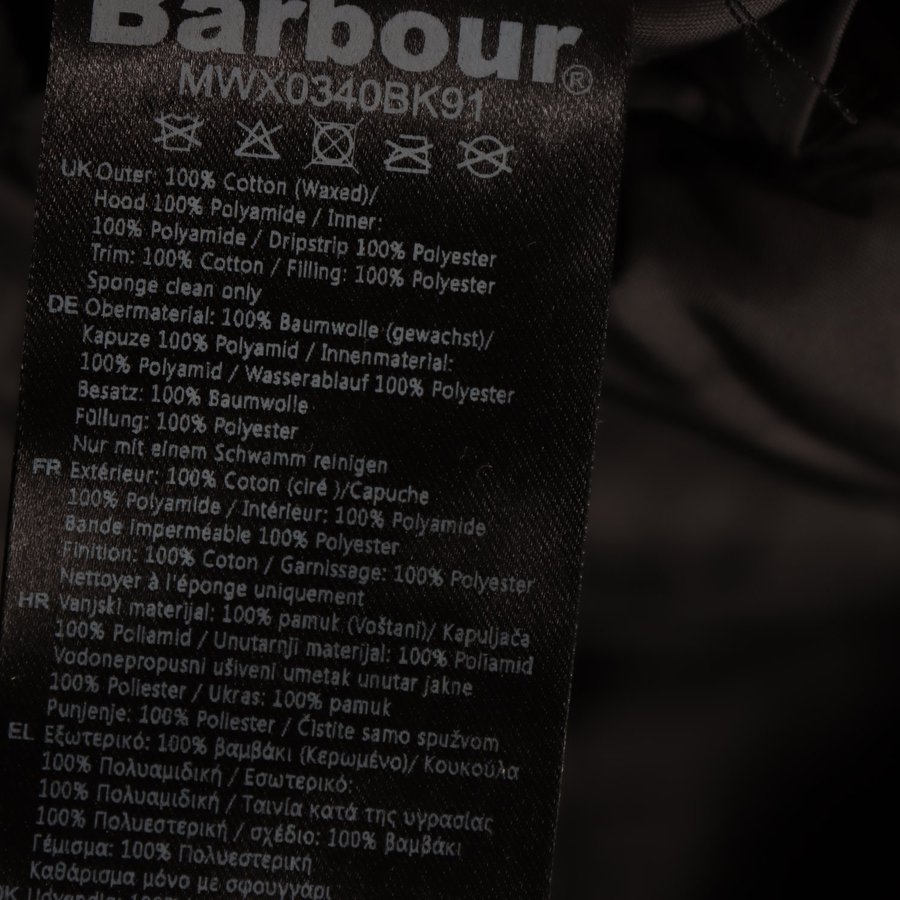 Barbour®
MWX0340BK91
UK Outer: 100% Cotton (Waxed)/
Hood 100% Polyamide / Inner:
100% Polyamide / Dripstrip 100% Polyester
Trim: 100% Cotton / Filling: 100% Polyester
Sponge clean only
DE Obermaterial: 100% Baumwolle (gewachst)/
Kapuze 100% Polyamid / Innenmaterial:
100% Polyamid / Wasserablauf 100% Polyester
Besatz: 100% Baumwolle
Füllung: 100% Polyester
Nur mit einem Schwamm reinigen
FR Extérieur: 100% Coton (ciré )/Capuche
100% Polyamide / Intérieur: 100% Polyamide
Bande imperméable 100% Polyester
Finition: 100% Coton / Garnissage: 100% Polyester
Nettoyer à l'éponge uniquement
HR Vanjski materijal: 100% pamuk (Voštani)/ Kapuljača
100% Poliamid / Unutarnji materijal: 100% Poliamid
Vodonepropusni ušiveni umetak unutar jakne
100% Poliester / Ukras: 100% pamuk
Punjenje: 100% Poliester / Čistite samo spužvom
EL Εξωτερικό: 100% βαμβάκι (Κερωμένο)/ Κουκούλα
100% Πολυαμιδική / Εσωτερικό:
100% Πολυαμιδική / Ταινία κατά της υγρασίας
100% Πολυεστερική / σχέδιο: 100% βαμβάκι
Γέμισμα: 100% Πολυεστερική
Καθάρισμα μόνο με σφουγγάρι